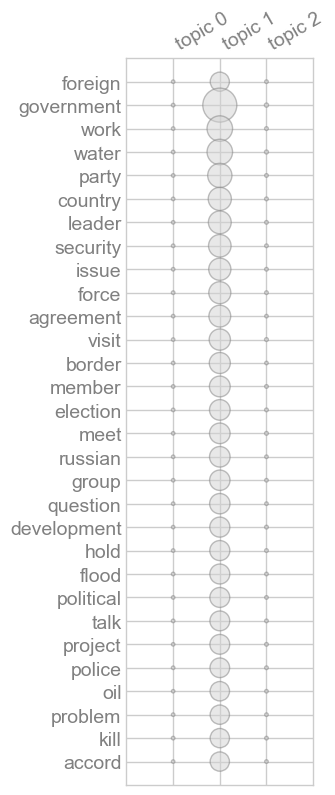 topic 0
topic 1
topic 2
foreign
government
work
water
party
country
leader
security
issue
force
agreement
visit
border
member
election
meet
russian
group
question
development
hold
flood
political
talk
project
police
oil
problem
kill
accord